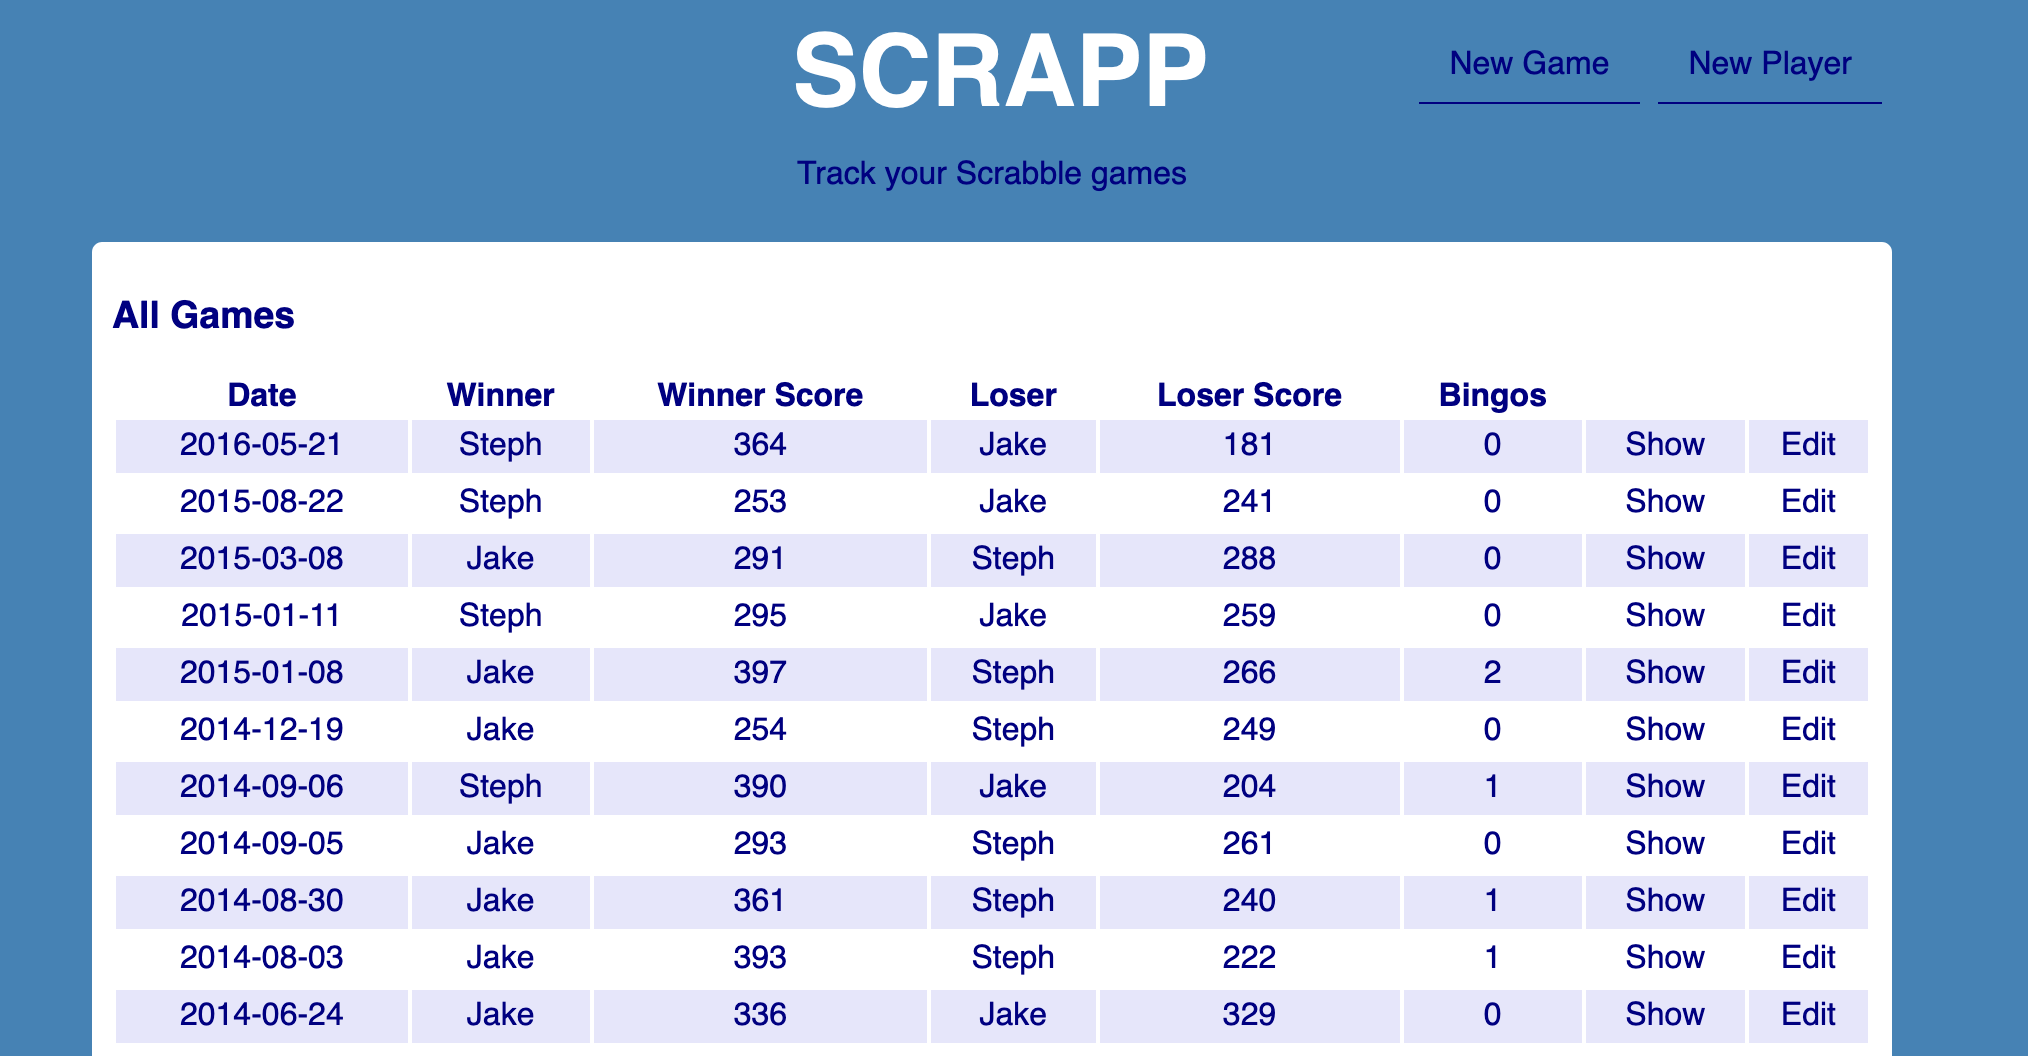 SCRAPP
New Game New Player
Track your Scrabble games
All Games
Date Winner Winner Score Loser Loser Score Bingos
2016-05-21 Steph 364 Jake 181 0 Show Edit
2015-08-22 Steph 253 Jake 241 0 Show Edit
2015-03-08 Jake 291 Steph 288 0 Show Edit
2015-01-11 Steph 295 Jake 259 0 Show Edit
2015-01-08 Jake 397 Steph 266 2 Show Edit
2014-12-19 Jake 254 Steph 249 0 Show Edit
2014-09-06 Steph 390 Jake 204 1 Show Edit
2014-09-05 Jake 293 Steph 261 0 Show Edit
2014-08-30 Jake 361 Steph 240 1 Show Edit
2014-08-03 Jake 393 Steph 222 1 Show Edit
2014-06-24 Jake 336 Jake 329 0 Show Edit